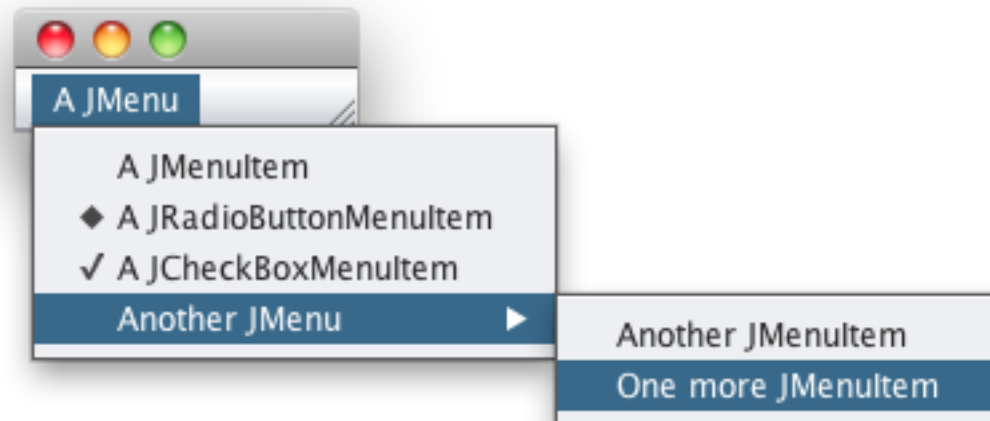 A JMenu
A JMenuItem
A JRadioButtonMenuItem
A JCheckBoxMenuItem
Another JMenu
Another JMenuItem
One more JMenuItem